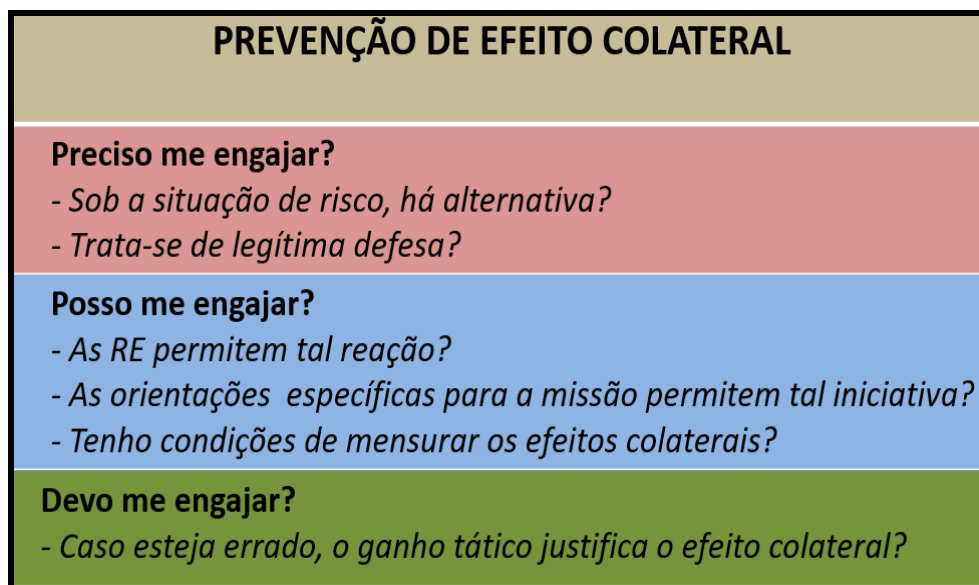 PREVENÇÃO DE EFEITO COLATERAL
Preciso me engajar?
- Sob a situação de risco, há alternativa?
- Trata-se de legítima defesa?
Posso me engajar?
- As RE permitem tal reação?
- As orientações  específicas para a missão permitem tal iniciativa?
- Tenho condições de mensurar os efeitos colaterais?
Devo me engajar?
- Caso esteja errado, o ganho tático justifica o efeito colateral?